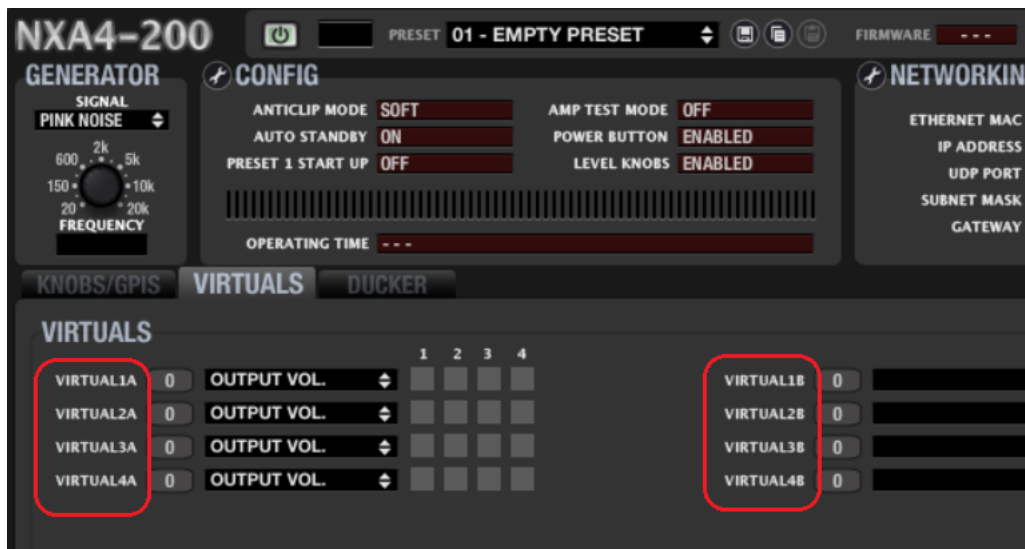 NXA4-200 PRESET 01 - EMPTY PRESET FIRMWARE ---
GENERATOR CONFIG NETWORKIN
SIGNAL
PINK NOISE
ANTICLIP MODE SOFT AMP TEST MODE OFF ETHERNET MAC
AUTO STANDBY ON POWER BUTTON ENABLED IP ADDRESS
PRESET 1 START UP OFF LEVEL KNOBS ENABLED UDP PORT
2k
600 5k
150 10k
20 20k
SUBNET MASK
FREQUENCY
GATEWAY
OPERATING TIME ---
KNOBS/GPIS VIRTUALS DUCKER
VIRTUALS
1 2 3 4
VIRTUAL1A 0 OUTPUT VOL. VIRTUAL1B 0
VIRTUAL2A 0 OUTPUT VOL. VIRTUAL2B 0
VIRTUAL3A 0 OUTPUT VOL. VIRTUAL3B 0
VIRTUAL4A 0 OUTPUT VOL. VIRTUAL4B 0